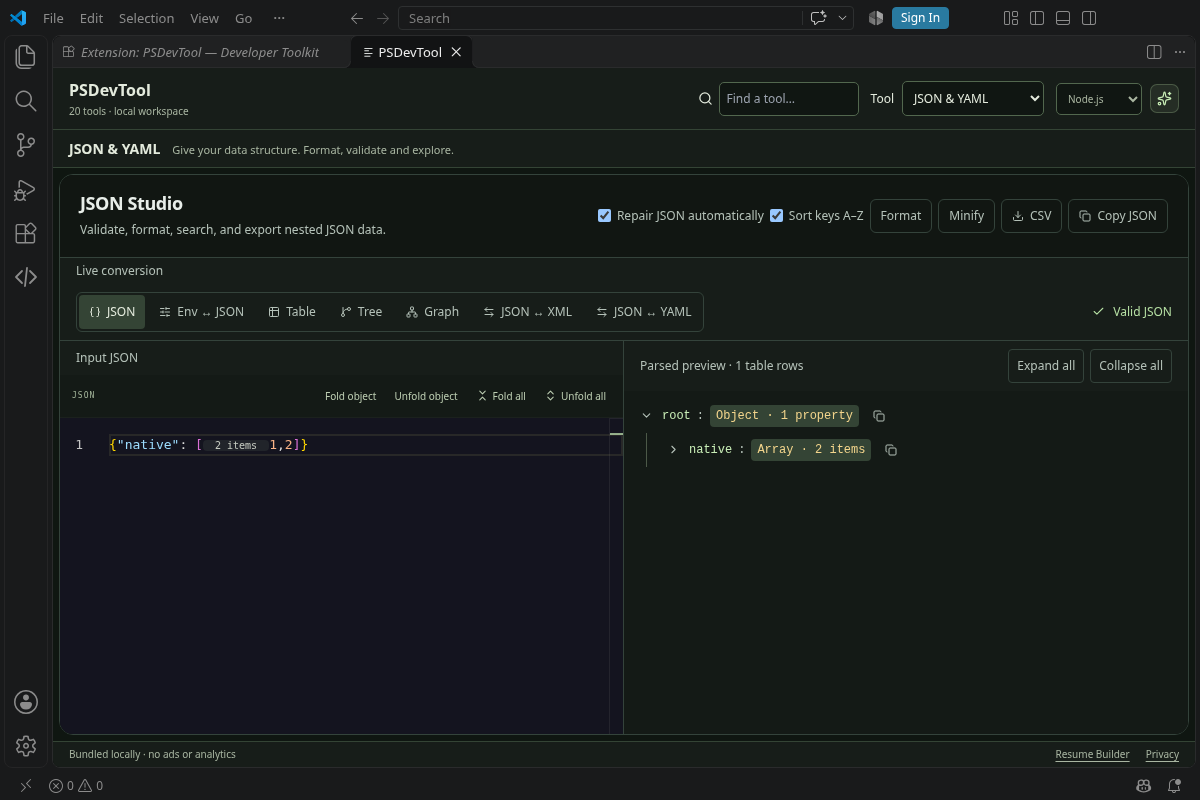 File Edit Selection View Go ··· Search Sign In
Extension: PSDevTool — Developer Toolkit PSDevTool
PSDevTool
20 tools · local workspace
Find a tool... Tool JSON & YAML Node.js
JSON & YAML Give your data structure. Format, validate and explore.
JSON Studio
Validate, format, search, and export nested JSON data.
Repair JSON automatically Sort keys A–Z Format Minify CSV Copy JSON
Live conversion
{} JSON Env ↔ JSON Table Tree Graph JSON ↔ XML JSON ↔ YAML Valid JSON
Input JSON
JSON Fold object Unfold object Fold all Unfold all
1 {"native": [ 2 items 1,2]}
Parsed preview · 1 table rows Expand all Collapse all
root : Object · 1 property
native : Array · 2 items
Bundled locally · no ads or analytics Resume Builder Privacy
0 0